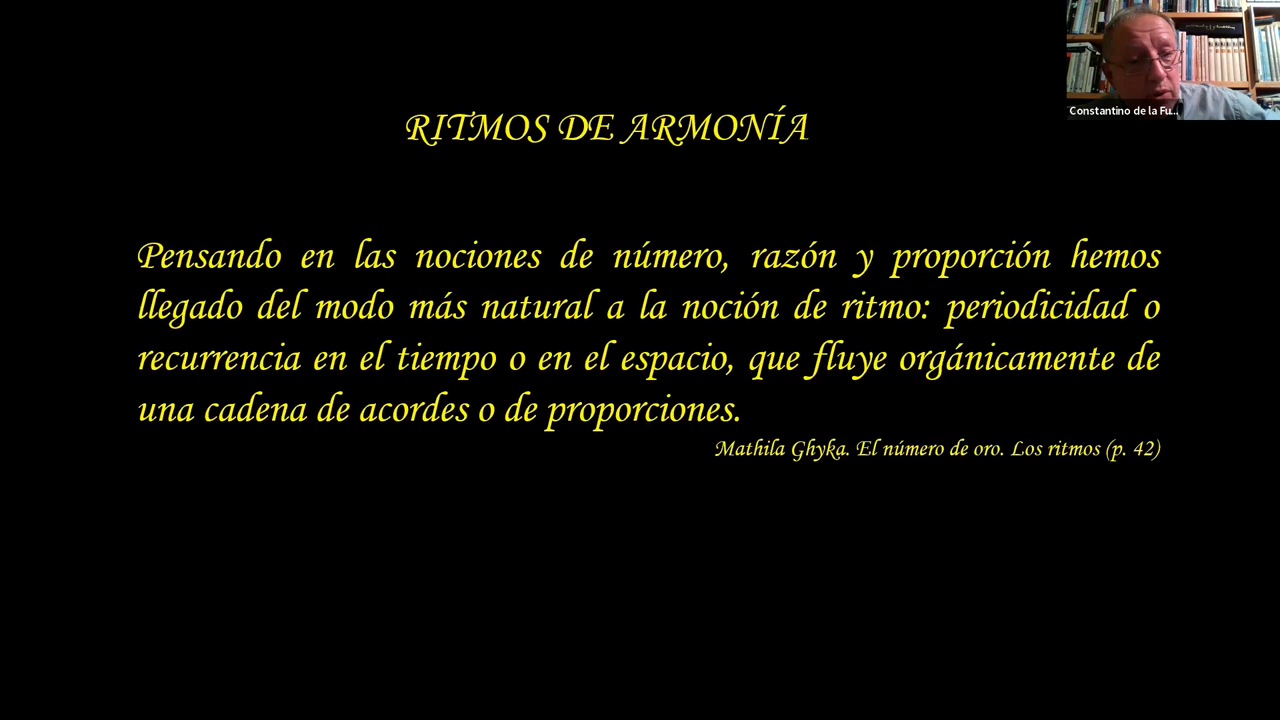 Constantino de la Fu...
RITMOS DE ARMONÍA
Pensando en las nociones de número, razón y proporción hemos
llegado del modo más natural a la noción de ritmo: periodicidad o
recurrencia en el tiempo o en el espacio, que fluye orgánicamente de
una cadena de acordes o de proporciones.
Mathila Ghyka. El número de oro. Los ritmos (p. 42)